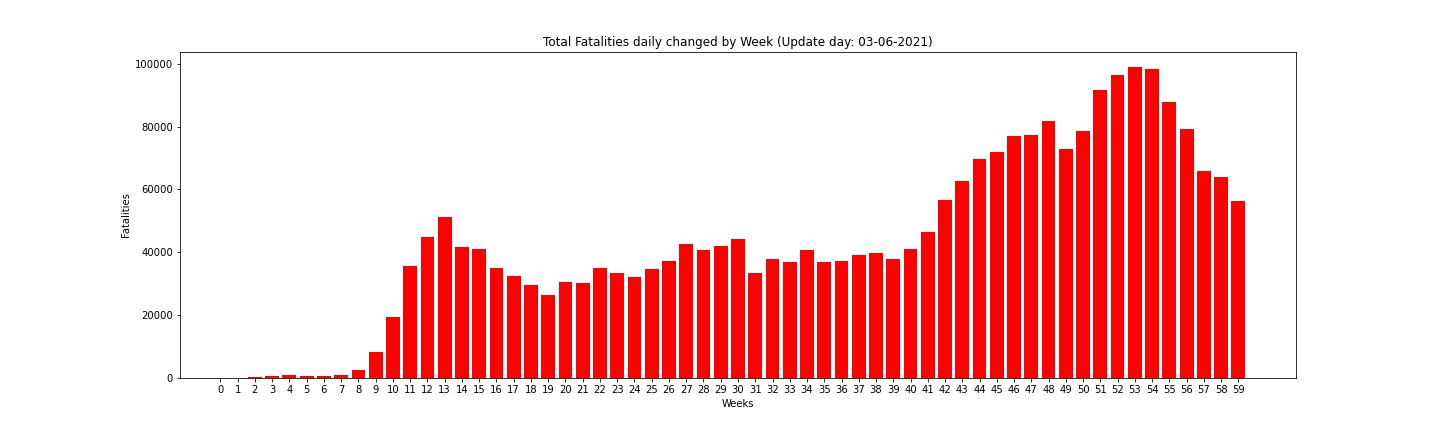 Total Fatalities daily changed by Week (Update day: 03-06-2021)
100000
80000
60000
40000
20000
0
Fatalities
0 1 2 3 4 5 6 7 8 9 10 11 12 13 14 15 16 17 18 19 20 21 22 23 24 25 26 27 28 29 30 31 32 33 34 35 36 37 38 39 40 41 42 43 44 45 46 47 48 49 50 51 52 53 54 55 56 57 58 59
Weeks